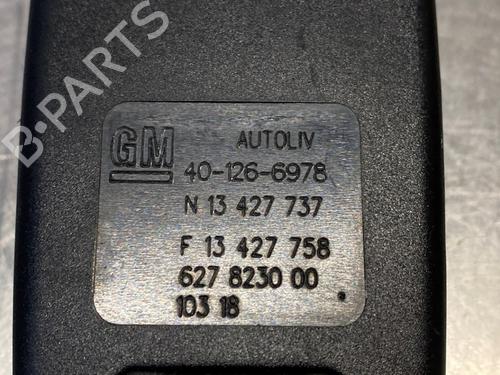 B-PARTS
GM AUTOLIV
40-126-6978
N 13 427 737
F 13 427 758
627 8230 00
103 18